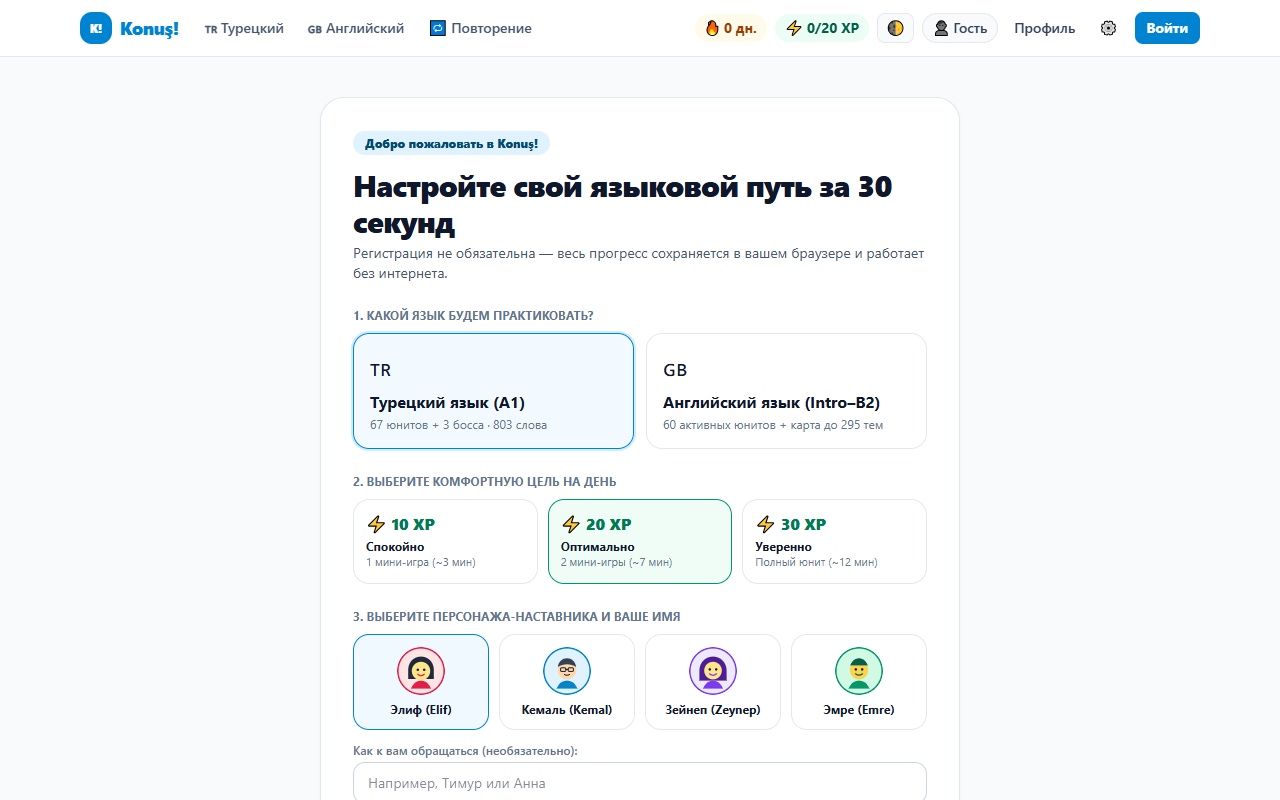 K!
Konuş!
TR Турецкий
GB Английский
Повторение
0 дн.
0/20 XP
Гость
Профиль
Войти
Добро пожаловать в Konuş!
Настройте свой языковой путь за 30
секунд
Регистрация не обязательна — весь прогресс сохраняется в вашем браузере и работает
без интернета.
1. КАКОЙ ЯЗЫК БУДЕМ ПРАКТИКОВАТЬ?
TR
Турецкий язык (A1)
67 юнитов + 3 босса · 803 слова
GB
Английский язык (Intro–B2)
60 активных юнитов + карта до 295 тем
2. ВЫБЕРИТЕ КОМФОРТНУЮ ЦЕЛЬ НА ДЕНЬ
10 XP
Спокойно
1 мини-игра (~3 мин)
20 XP
Оптимально
2 мини-игры (~7 мин)
30 XP
Уверенно
Полный юнит (~12 мин)
3. ВЫБЕРИТЕ ПЕРСОНАЖА-НАСТАВНИКА И ВАШЕ ИМЯ
Элиф (Elif)
Кемаль (Kemal)
Зейнеп (Zeynep)
Эмре (Emre)
Как к вам обращаться (необязательно):
Например, Тимур или Анна